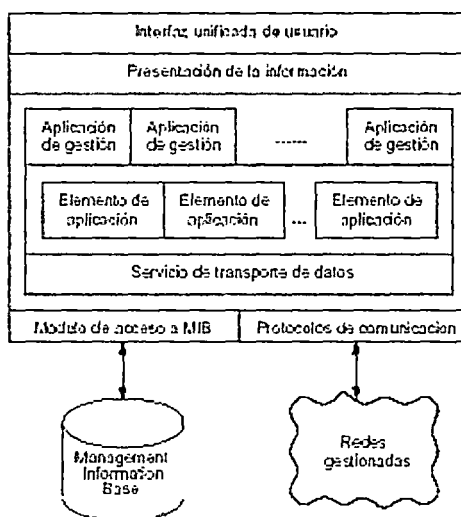 Interfaz unificada de usuario
Presentación de la información
Aplicación
de gestión
Aplicación
de gestión
------
Aplicación
de gestión
Elemento de
aplicación
Elemento de
aplicación
...
Elemento de
aplicación
Servicio de transporte de datos
Modulo de acceso a MIB
Protocolos de comunicación
Management
Information
Base
Redes
gestionadas